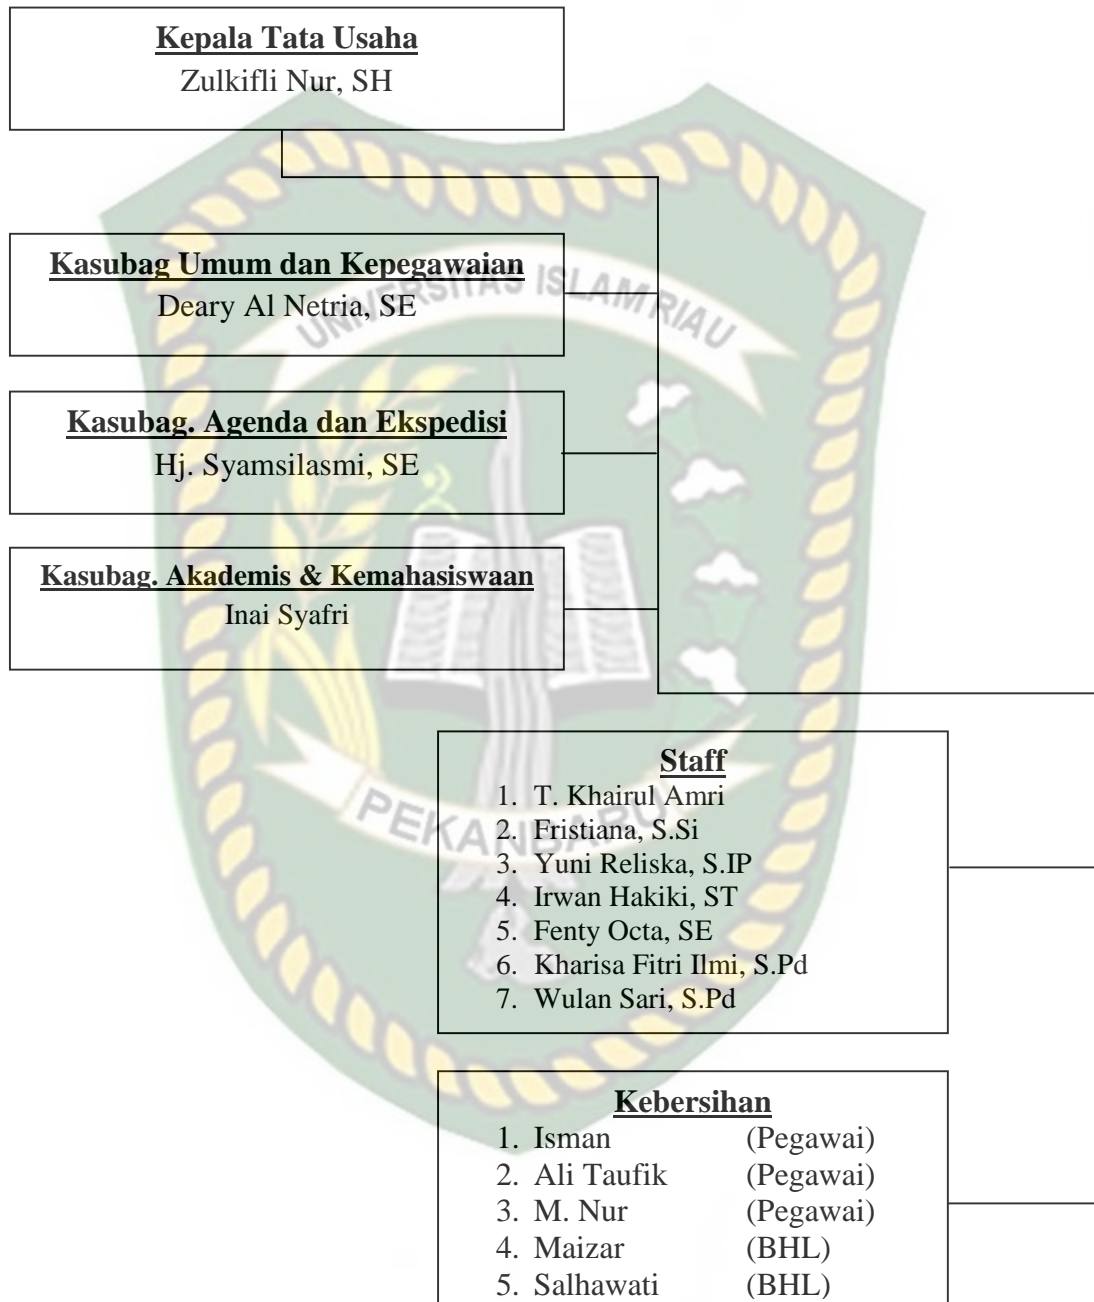 Kepala Tata Usaha
Zulkifli Nur, SH
Kasubag Umum dan Kepegawaian
Deary Al Netria, SE
UNIVERSITAS ISLAM RIAU
Kasubag. Agenda dan Ekspedisi
Hj. Syamsilasmi, SE
Kasubag. Akademis & Kemahasiswaan
Inai Syafri
Staff
1. T. Khairul Amri
2. Fristiana, S.Si
3. Yuni Reliska, S.IP
4. Irwan Hakiki, ST
5. Fenty Octa, SE
6. Kharisa Fitri Ilmi, S.Pd
7. Wulan Sari, S.Pd
PEKANBARU
Kebersihan
1. Isman (Pegawai)
2. Ali Taufik (Pegawai)
3. M. Nur (Pegawai)
4. Maizar (BHL)
5. Salhawati (BHL)